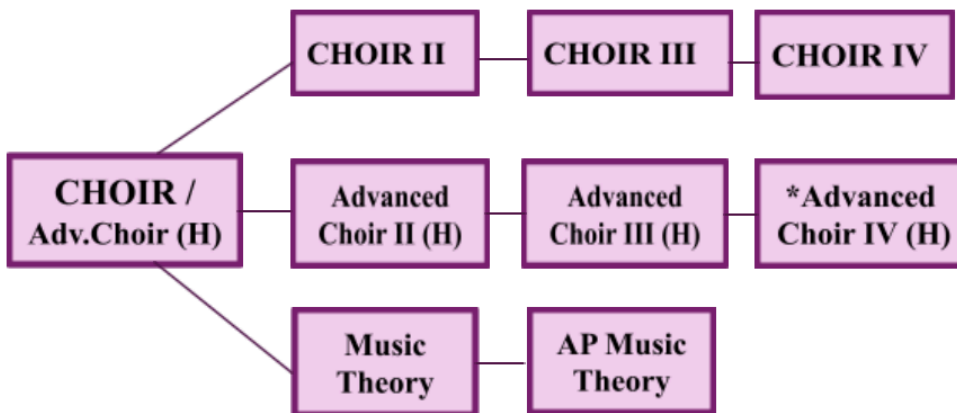 CHOIR II
CHOIR III
CHOIR IV
CHOIR /
Adv.Choir (H)
Advanced
Choir II (H)
Advanced
Choir III (H)
*Advanced
Choir IV (H)
Music
Theory
AP Music
Theory